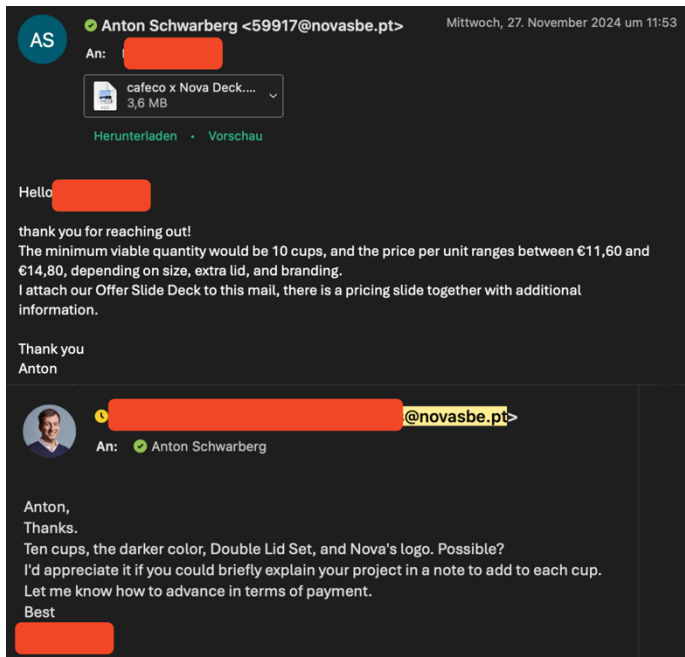 AS
Anton Schwarberg <59917@novasbe.pt>
Mittwoch, 27. November 2024 um 11:53
An:
cafeco x Nova Deck....
3,6 MB
Herunterladen • Vorschau
Hello
thank you for reaching out!
The minimum viable quantity would be 10 cups, and the price per unit ranges between €11,60 and
€14,80, depending on size, extra lid, and branding.
I attach our Offer Slide Deck to this mail, there is a pricing slide together with additional
information.
Thank you
Anton
@novasbe.pt>
An: Anton Schwarberg
Anton,
Thanks.
Ten cups, the darker color, Double Lid Set, and Nova's logo. Possible?
I'd appreciate it if you could briefly explain your project in a note to add to each cup.
Let me know how to advance in terms of payment.
Best